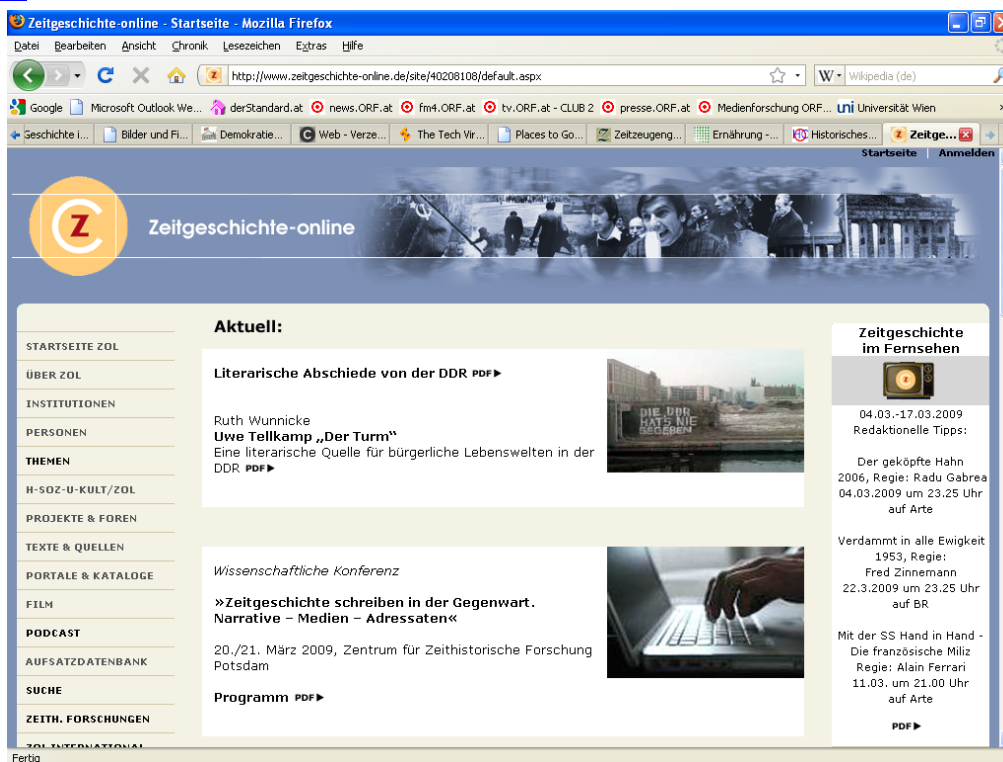 Zeitgeschichte-online - Startseite - Mozilla Firefox
Datei Bearbeiten Ansicht Chronik Lesezeichen Extras Hilfe
http://www.zeitgeschichte-online.de/site/40208108/default.aspx
Wikipedia (de)
Google Microsoft Outlook We... derStandard.at news.ORF.at fm4.ORF.at tv.ORF.at - CLUB 2 presse.ORF.at Medienforschung ORF... Universität Wien
Geschichte i... Bilder und Fi... Demokratie... Web - Verze... The Tech Vir... Places to Go... Zeitzeugeng... Ernährung -... Historisches... Zeitge...
Startseite | Anmelden
Z
Zeitgeschichte-online
STARTSEITE ZOL
ÜBER ZOL
INSTITUTIONEN
PERSONEN
THEMEN
H-SOZ-U-KULT/ZOL
PROJEKTE & FOREN
TEXTE & QUELLEN
PORTALE & KATALOGE
FILM
PODCAST
AUFSATZDATENBANK
SUCHE
ZEITH. FORSCHUNGEN
ZOL INTERNATIONAL
Aktuell:
Literarische Abschiede von der DDR PDF
Ruth Wunnicke
Uwe Tellkamp „Der Turm“
Eine literarische Quelle für bürgerliche Lebenswelten in der
DDR PDF
DIE DDR
HATS NIE
GEGEBEN
Wissenschaftliche Konferenz
»Zeitgeschichte schreiben in der Gegenwart.
Narrative – Medien – Adressaten«
20./21. März 2009, Zentrum für Zeithistorische Forschung
Potsdam
Programm PDF
Zeitgeschichte
im Fernsehen
04.03.-17.03.2009
Redaktionelle Tipps:
Der geköpfte Hahn
2006, Regie: Radu Gabrea
04.03.2009 um 23.25 Uhr
auf Arte
Verdammt in alle Ewigkeit
1953, Regie:
Fred Zinnemann
22.3.2009 um 23.25 Uhr
auf BR
Mit der SS Hand in Hand -
Die französische Miliz
Regie: Alain Ferrari
11.03. um 21.00 Uhr
auf Arte
PDF
Fertig